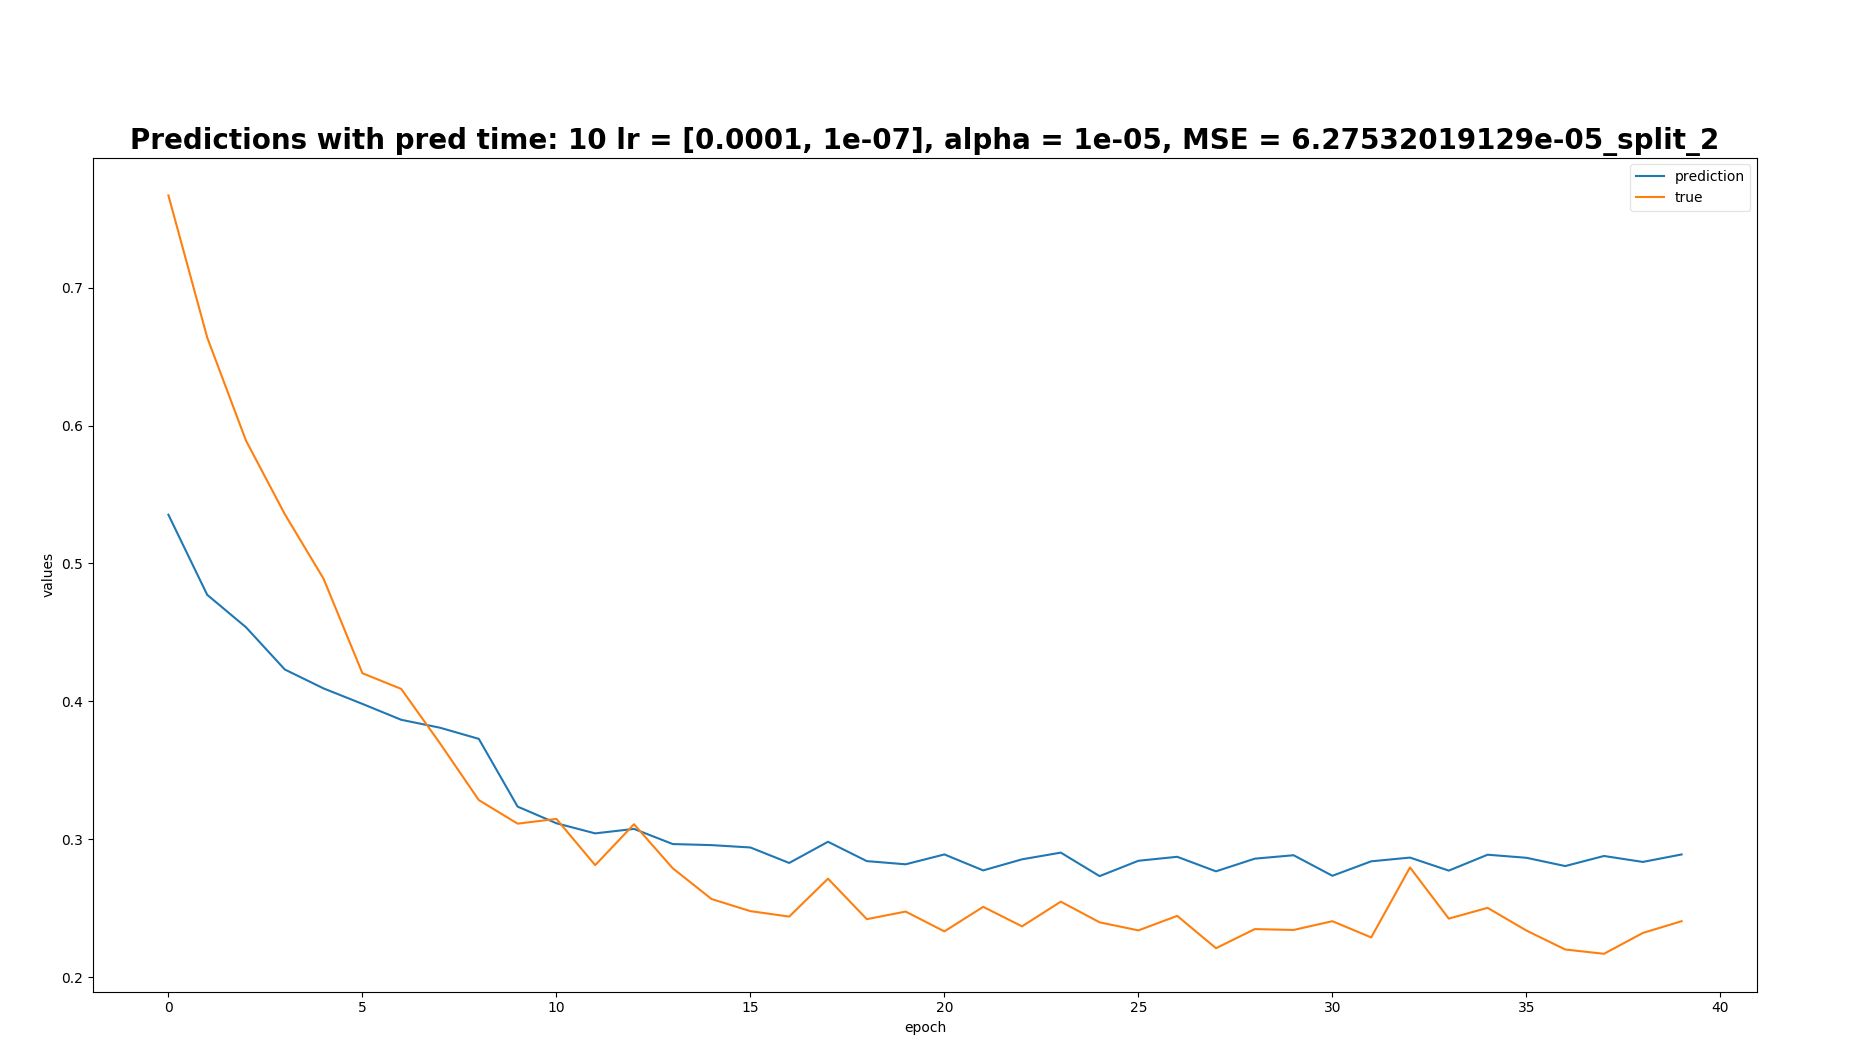 Predictions with pred time: 10 lr = [0.0001, 1e-07], alpha = 1e-05, MSE = 6.27532019129e-05_split_2
prediction
true
0.7
0.6
0.5
0.4
0.3
0.2
values
0 5 10 15 20 25 30 35 40
epoch